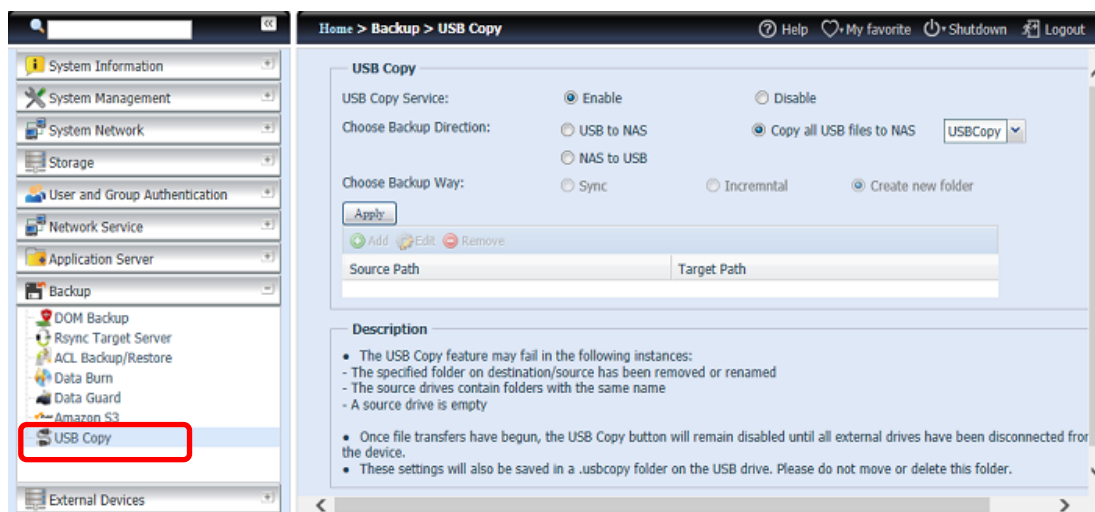 Home > Backup > USB Copy
Help My favorite Shutdown Logout
System Information
System Management
System Network
Storage
User and Group Authentication
Network Service
Application Server
Backup
DOM Backup
Rsync Target Server
ACL Backup/Restore
Data Burn
Data Guard
Amazon S3
USB Copy
External Devices
USB Copy
USB Copy Service: Enable Disable
Choose Backup Direction: USB to NAS Copy all USB files to NAS USBCopy
NAS to USB
Choose Backup Way: Sync Incremntal Create new folder
Apply
Add Edit Remove
Source Path Target Path
Description
• The USB Copy feature may fail in the following instances:
- The specified folder on destination/source has been removed or renamed
- The source drives contain folders with the same name
- A source drive is empty
• Once file transfers have begun, the USB Copy button will remain disabled until all external drives have been disconnected from
the device.
• These settings will also be saved in a .usbcopy folder on the USB drive. Please do not move or delete this folder.